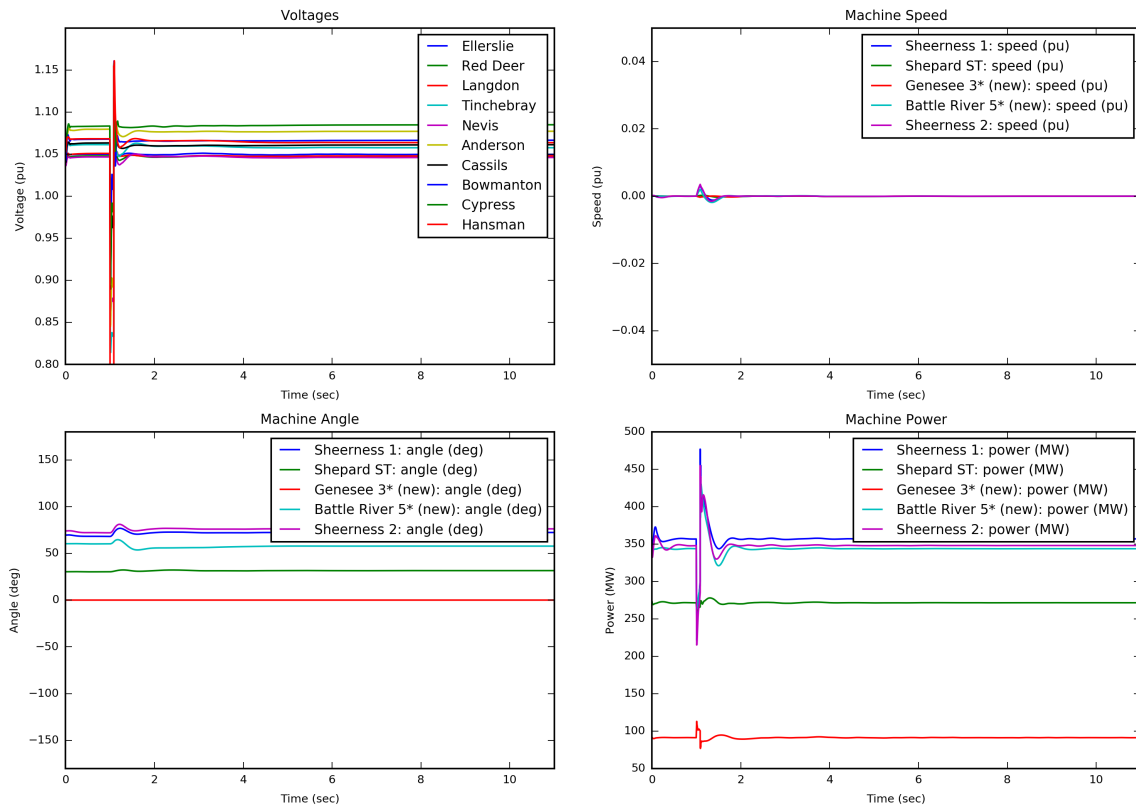 Voltages
1.15
1.10
1.05
1.00
0.95
0.90
0.85
0.80
Voltage (pu)
Ellerslie
Red Deer
Langdon
Tinchebray
Nevis
Anderson
Cassils
Bowmanton
Cypress
Hansman
0 2 4 6 8 10
Time (sec)
Machine Speed
0.04
0.02
0.00
−0.02
−0.04
Speed (pu)
Sheerness 1: speed (pu)
Shepard ST: speed (pu)
Genesee 3* (new): speed (pu)
Battle River 5* (new): speed (pu)
Sheerness 2: speed (pu)
0 2 4 6 8 10
Time (sec)
Machine Angle
150
100
50
0
−50
−100
−150
Angle (deg)
Sheerness 1: angle (deg)
Shepard ST: angle (deg)
Genesee 3* (new): angle (deg)
Battle River 5* (new): angle (deg)
Sheerness 2: angle (deg)
0 2 4 6 8 10
Time (sec)
Machine Power
500
450
400
350
300
250
200
150
100
50
Power (MW)
Sheerness 1: power (MW)
Shepard ST: power (MW)
Genesee 3* (new): power (MW)
Battle River 5* (new): power (MW)
Sheerness 2: power (MW)
0 2 4 6 8 10
Time (sec)